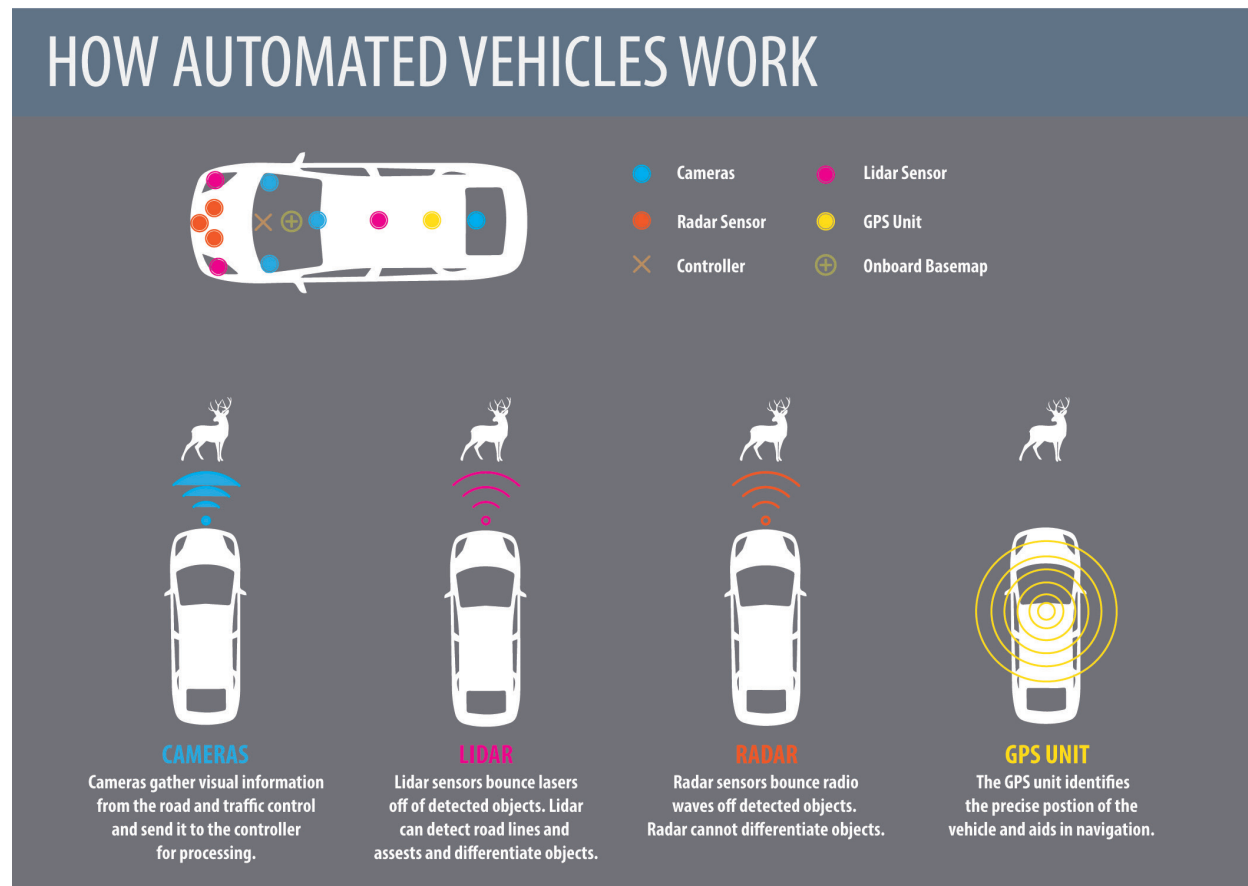 HOW AUTOMATED VEHICLES WORK
Cameras
Lidar Sensor
Radar Sensor
GPS Unit
Controller
Onboard Basemap
CAMERAS
Cameras gather visual information
from the road and traffic control
and send it to the controller
for processing.
LIDAR
Lidar sensors bounce lasers
off of detected objects. Lidar
can detect road lines and
assests and differentiate objects.
RADAR
Radar sensors bounce radio
waves off detected objects.
Radar cannot differentiate objects.
GPS UNIT
The GPS unit identifies
the precise postion of the
vehicle and aids in navigation.